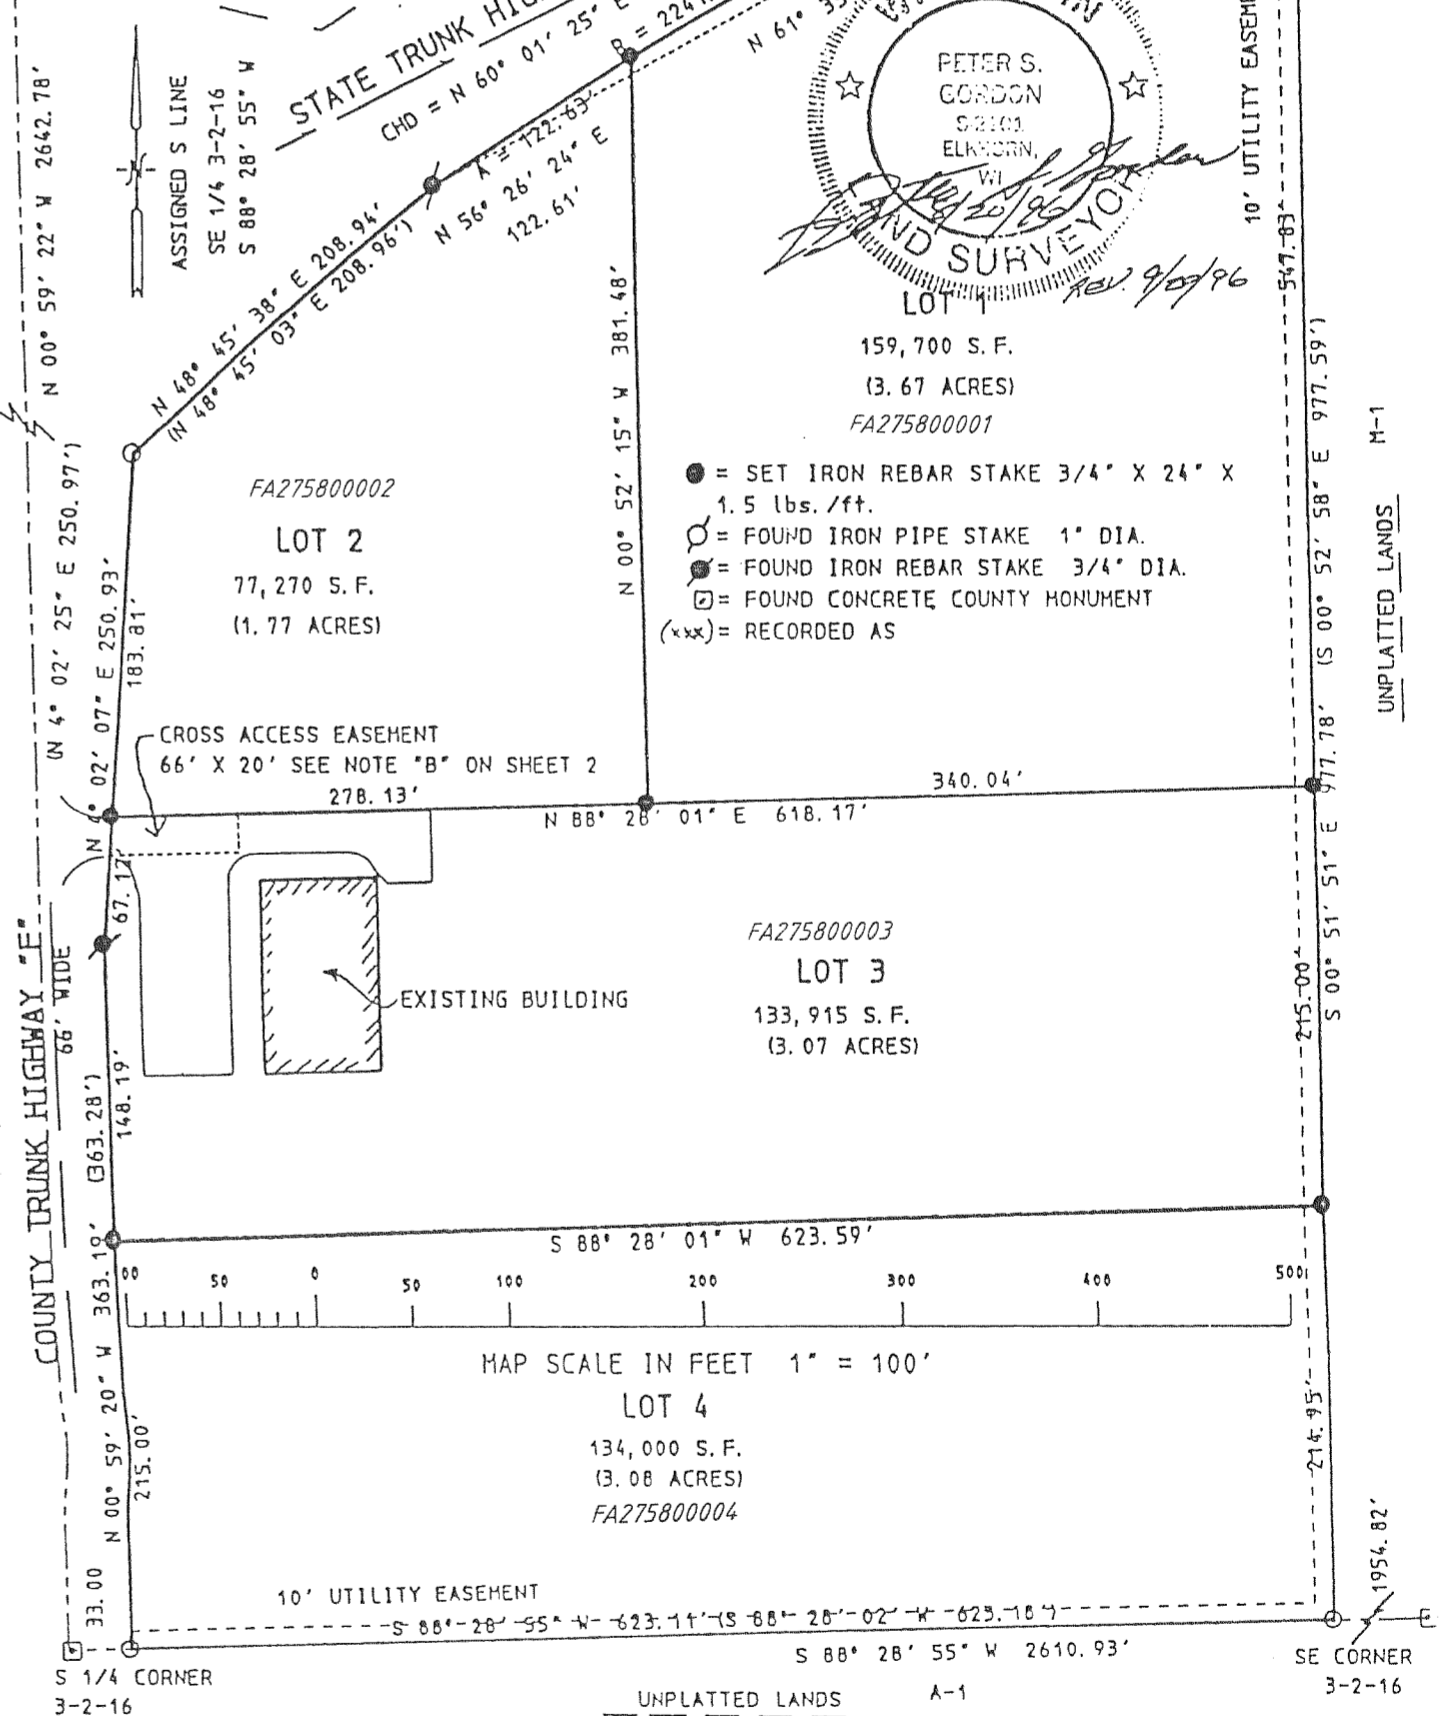 STATE TRUNK
CHD = N 60° 01' 25" E
B = 224
N 61°
ASSIGNED S LINE
SE 1/4 3-2-16
S 88° 28' 55" W
N 00° 59' 22" W 2642.78'
A = 122.63'
N 56° 26' 24" E
122.61'
N 48° 45' 38" E 208.94'
(N 48° 45' 03" E 208.96')
PETER S.
GORDON
S-2101
ELKHORN,
WI
LAND SURVEYOR
8/20/96
REV. 9/27/96
10' UTILITY
547.83'
LOT 1
159,700 S.F.
(3.67 ACRES)
FA275800001
N 00° 52' 15" W 381.48'
● = SET IRON REBAR STAKE 3/4" X 24" X
1.5 lbs./ft.
= FOUND IRON PIPE STAKE 1" DIA.
= FOUND IRON REBAR STAKE 3/4" DIA.
= FOUND CONCRETE COUNTY MONUMENT
(xxx)= RECORDED AS
FA275800002
LOT 2
77,270 S.F.
(1.77 ACRES)
(N 4° 02' 25" E 250.97')
N 4° 02' 07" E 250.93'
183.81'
S 00° 51' 51" E 977.78' (S 00° 52' 58" E 977.59')
M-1
UNPLATTED LANDS
CROSS ACCESS EASEMENT
66' X 20' SEE NOTE "B" ON SHEET 2
278.13'
340.04'
N 88° 28' 01" E 618.17'
67.17'
COUNTY TRUNK HIGHWAY "F"
66' WIDE
EXISTING BUILDING
FA275800003
LOT 3
133,915 S.F.
(3.07 ACRES)
215.00'
148.19'
N 00° 59' 20" W 363.19' (363.28')
S 88° 28' 01" W 623.59'
00 50 0 50 100 200 300 400 500
MAP SCALE IN FEET 1" = 100'
LOT 4
134,000 S.F.
(3.08 ACRES)
FA275800004
215.00'
214.95'
33.00
1954.82'
10' UTILITY EASEMENT
S 88° 28' 55" W 623.11' (S 88° 28' 02" W 623.18')
S 88° 28' 55" W 2610.93'
S 1/4 CORNER
3-2-16
SE CORNER
3-2-16
UNPLATTED LANDS A-1